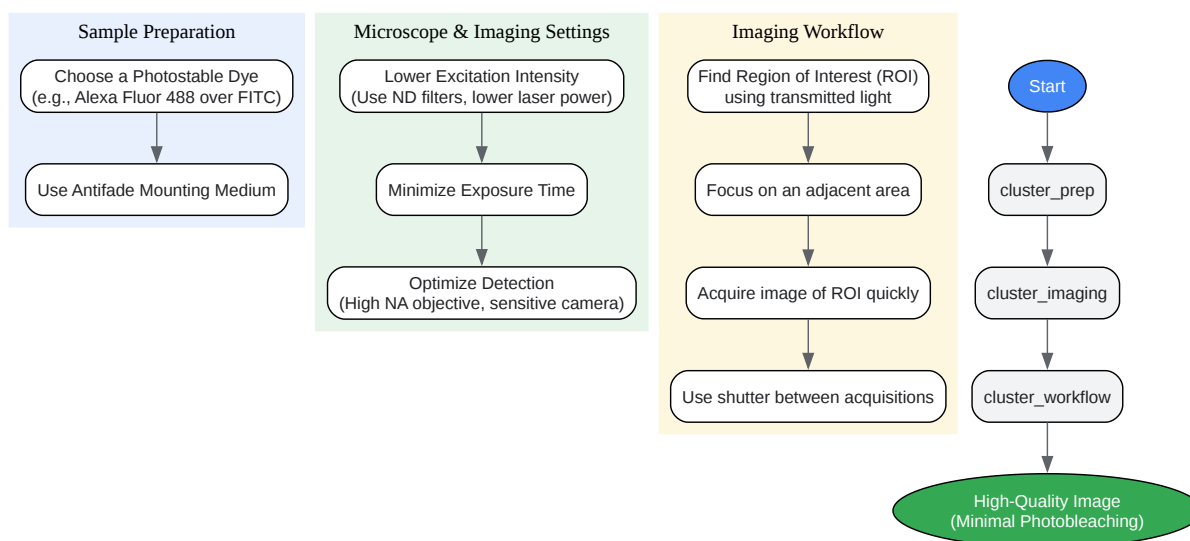 Sample Preparation
Choose a Photostable Dye
(e.g., Alexa Fluor 488 over FITC)
Use Antifade Mounting Medium
Microscope & Imaging Settings
Lower Excitation Intensity
(Use ND filters, lower laser power)
Minimize Exposure Time
Optimize Detection
(High NA objective, sensitive camera)
Imaging Workflow
Find Region of Interest (ROI)
using transmitted light
Focus on an adjacent area
Acquire image of ROI quickly
Use shutter between acquisitions
Start
cluster_prep
cluster_imaging
cluster_workflow
High-Quality Image
(Minimal Photobleaching)